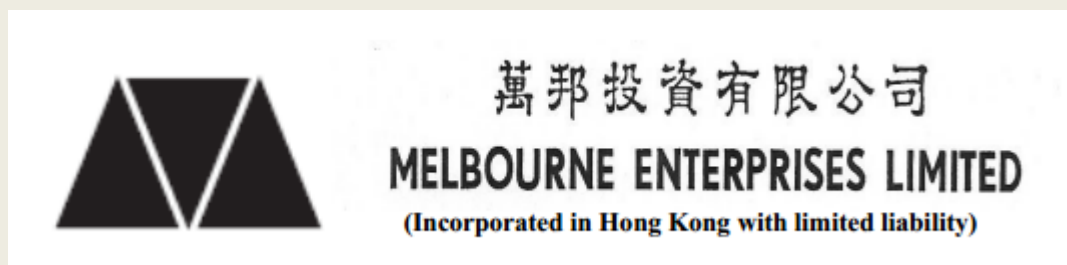 萬邦投資有限公司
MELBOURNE ENTERPRISES LIMITED
(Incorporated in Hong Kong with limited liability)